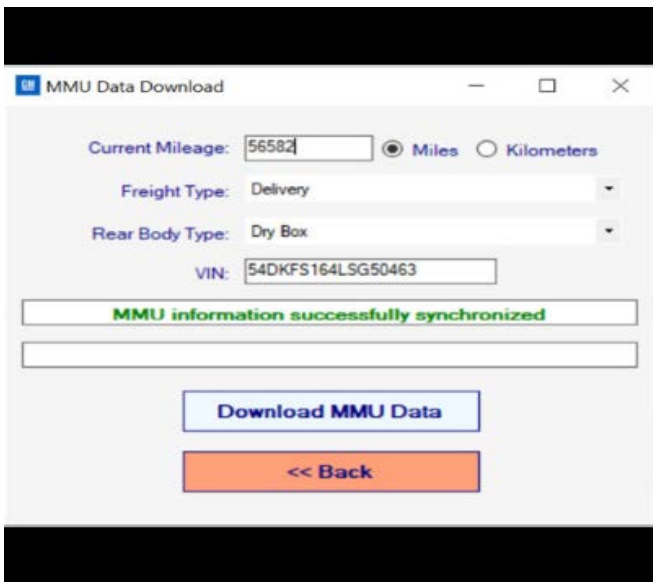 GM MMU Data Download
Current Mileage: 56582 Miles Kilometers
Freight Type: Delivery
Rear Body Type: Dry Box
VIN: 54DKFS164LSG50463
MMU information successfully synchronized
Download MMU Data
<< Back